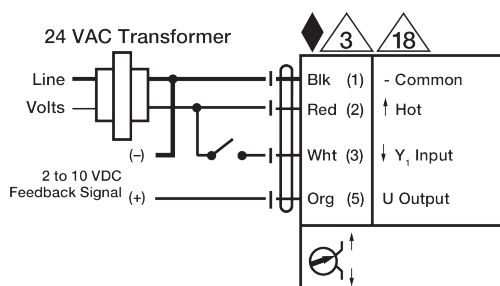 24 VAC Transformer
3
18
Line
Volts
Blk (1) - Common
Red (2) ↑ Hot
(–)
Wht (3) ↓ Y₁ Input
2 to 10 VDC
Feedback Signal (+)
Org (5) U Output